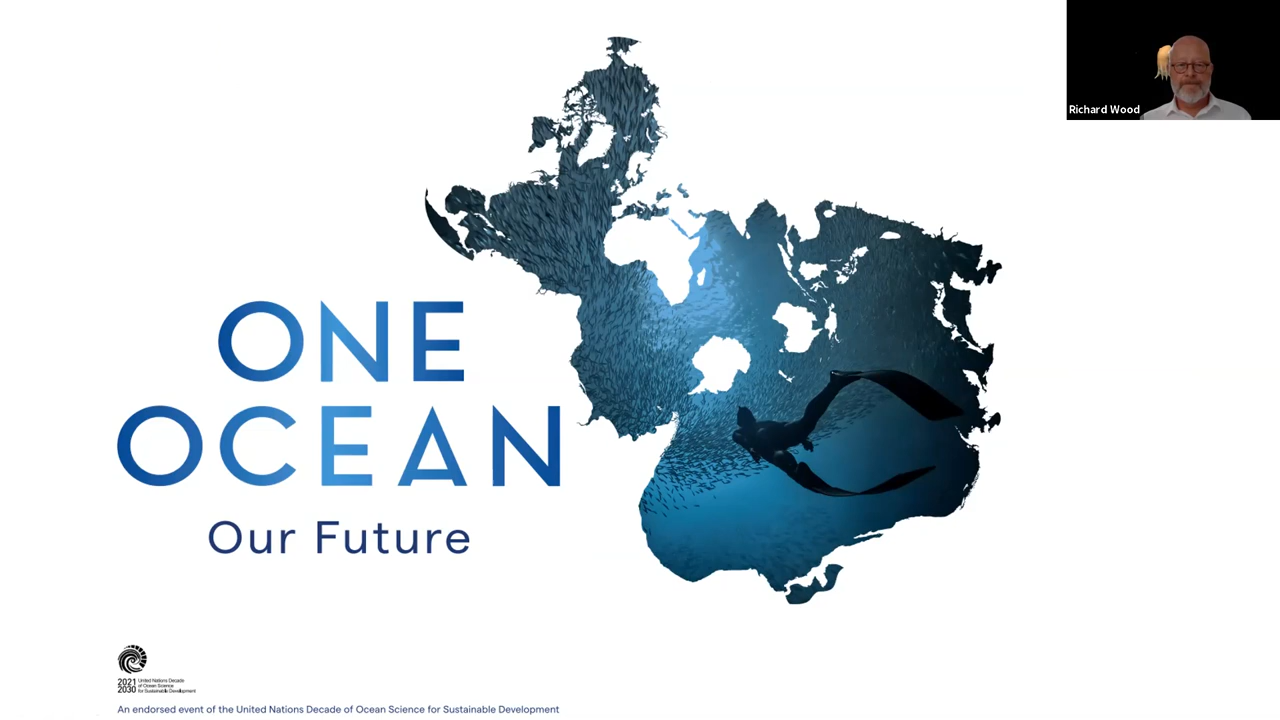 Richard Wood
ONE
OCEAN
Our Future
2021
2030
United Nations Decade
of Ocean Science
for Sustainable Development
An endorsed event of the United Nations Decade of Ocean Science for Sustainable Development